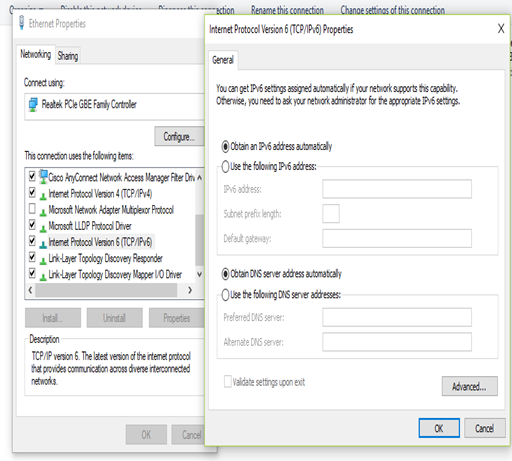 Rename this connection
Change settings of this connection
Ethernet Properties
Networking
Sharing
Connect using:
Realtek PCIe GBE Family Controller
Configure...
This connection uses the following items:
Cisco AnyConnect Network Access Manager Filter Driv
Internet Protocol Version 4 (TCP/IPv4)
Microsoft Network Adapter Multiplexor Protocol
Microsoft LLDP Protocol Driver
Internet Protocol Version 6 (TCP/IPv6)
Link-Layer Topology Discovery Responder
Link-Layer Topology Discovery Mapper I/O Driver
Install...
Uninstall
Properties
Description
TCP/IP version 6. The latest version of the internet protocol
that provides communication across diverse interconnected
networks.
OK
Cancel
Internet Protocol Version 6 (TCP/IPv6) Properties
X
General
You can get IPv6 settings assigned automatically if your network supports this capability.
Otherwise, you need to ask your network administrator for the appropriate IPv6 settings.
Obtain an IPv6 address automatically
Use the following IPv6 address:
IPv6 address:
Subnet prefix length:
Default gateway:
Obtain DNS server address automatically
Use the following DNS server addresses:
Preferred DNS server:
Alternate DNS server:
Validate settings upon exit
Advanced...
OK
Cancel